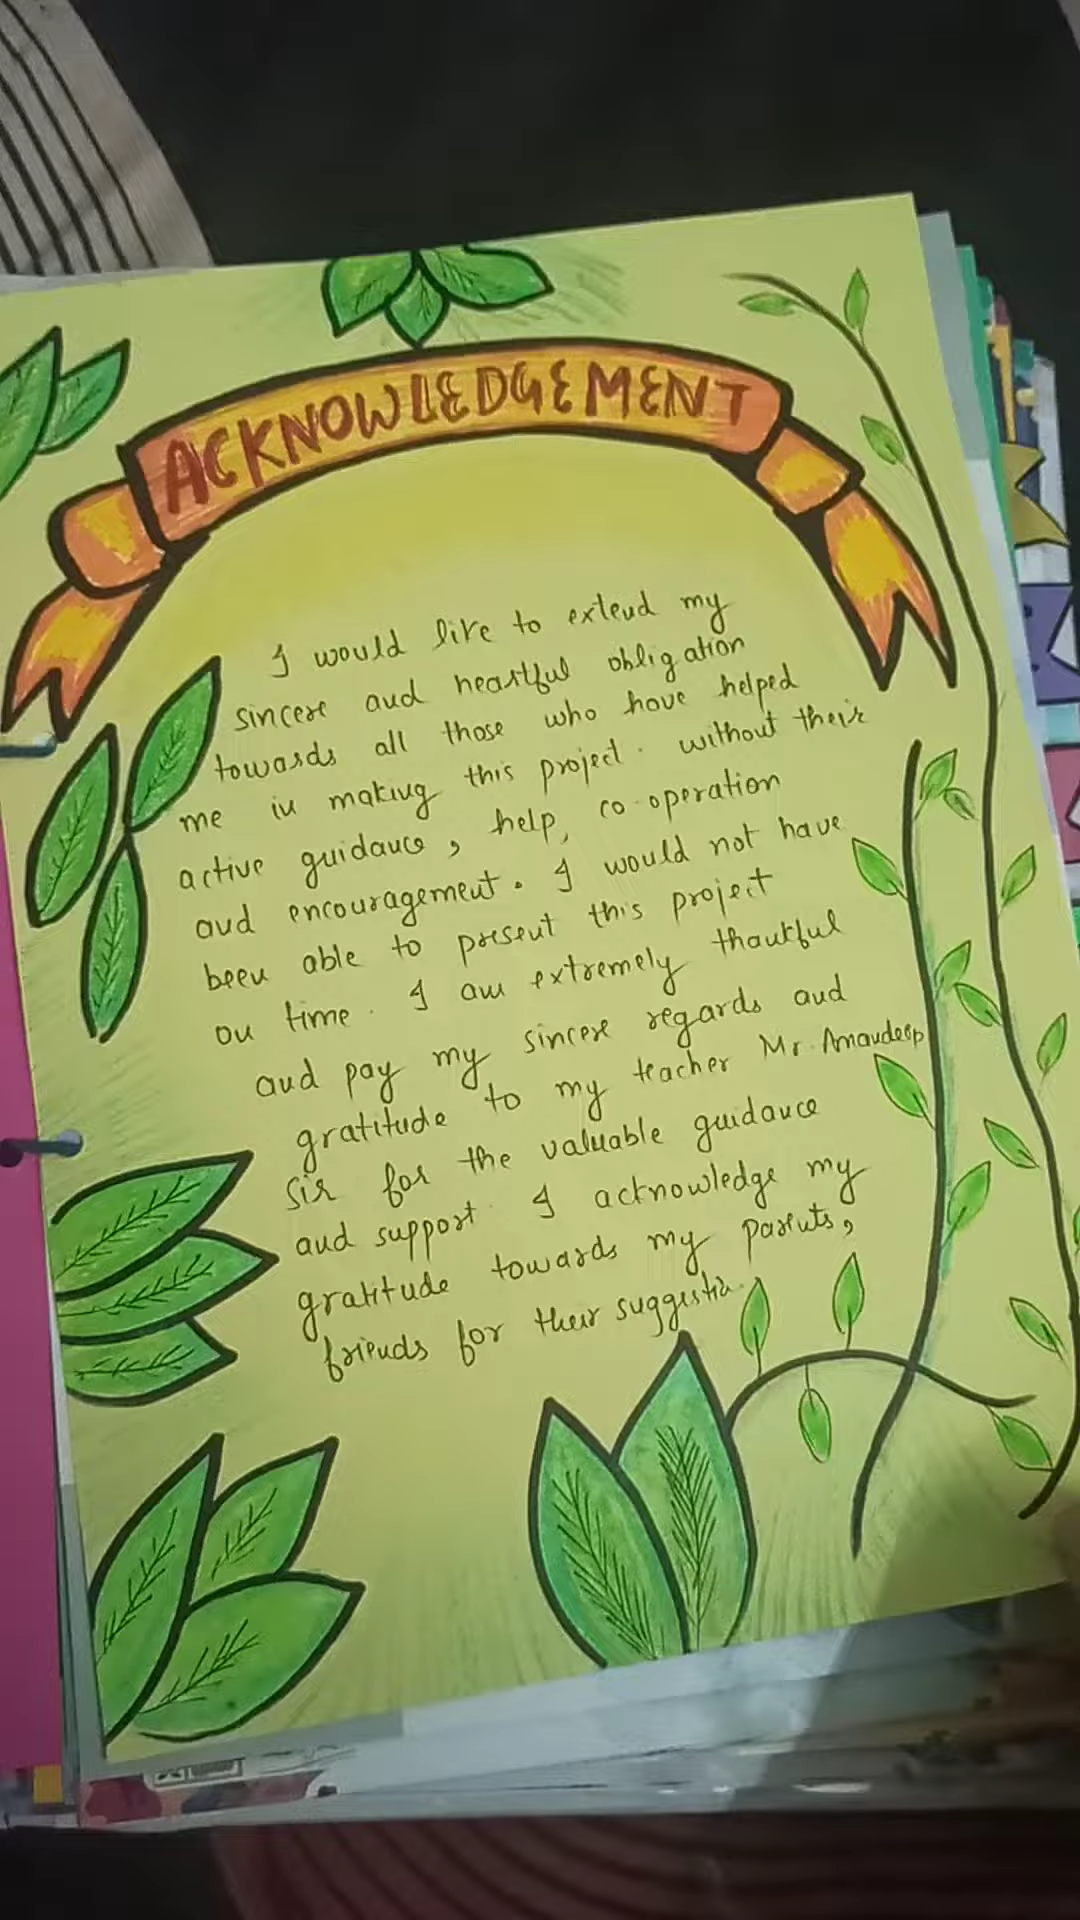 ACKNOWLEDGEMENT
I would like to extend my
sincere and heartful obligation
towards all those who have helped
me in making this project. without their
active guidance, help, co-operation
and encouragement. I would not have
been able to present this project
on time. I am extremely thankful
and pay my sincere regards and
gratitude to my teacher Mr. Amandeep
sir for the valuable guidance
and support. I acknowledge my
gratitude towards my parents,
friends for their